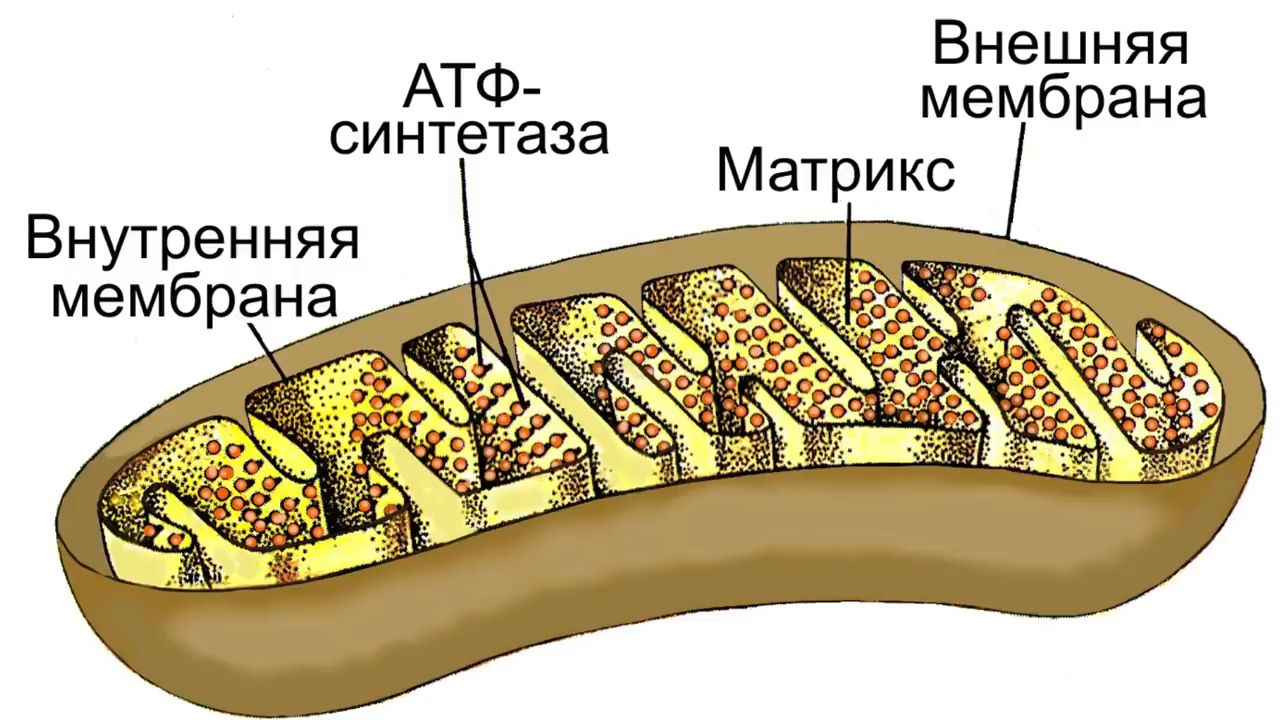 Внешняя
мембрана
АТФ-
синтетаза
Матрикс
Внутренняя
мембрана